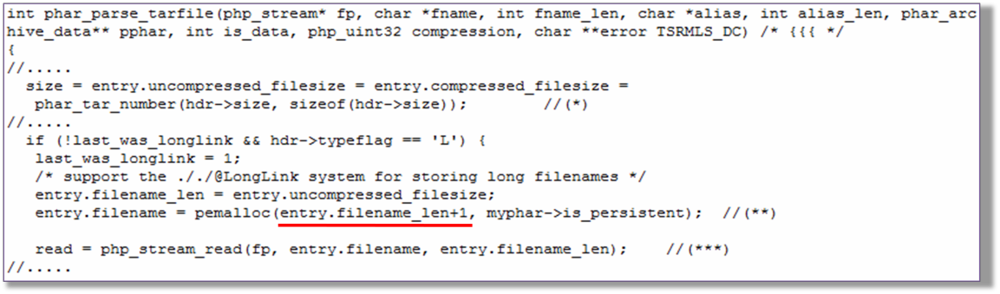 int phar_parse_tarfile(php_stream* fp, char *fname, int fname_len, char *alias, int alias_len, phar_arc
hive_data** pphar, int is_data, php_uint32 compression, char **error TSRMLS_DC) /* {{{ */
{
//.....
  size = entry.uncompressed_filesize = entry.compressed_filesize =
   phar_tar_number(hdr->size, sizeof(hdr->size));         //(*)
//.....
  if (!last_was_longlink && hdr->typeflag == 'L') {
   last_was_longlink = 1;
   /* support the ././@LongLink system for storing long filenames */
   entry.filename_len = entry.uncompressed_filesize;
   entry.filename = pemalloc(entry.filename_len+1, myphar->is_persistent);  //(**)
   read = php_stream_read(fp, entry.filename, entry.filename_len);    //(***)
//.....